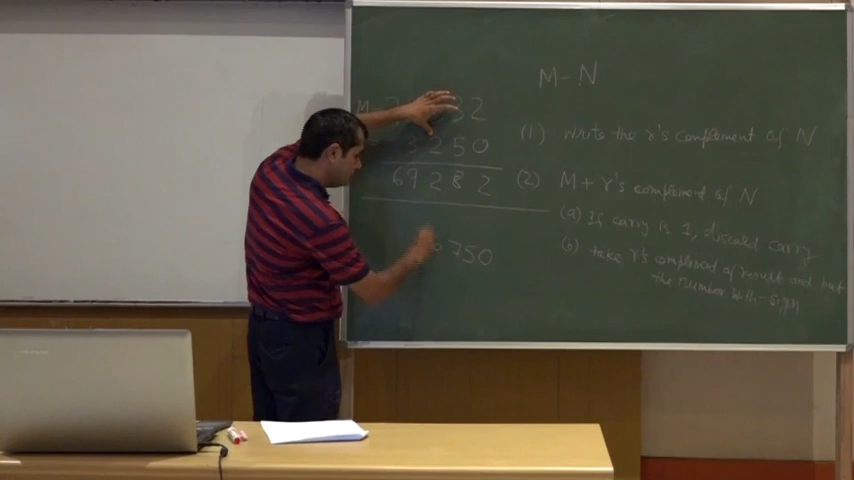 M - N
M 32
3250
(1) Write the r's complement of N
69282
(2) M + r's complement of N
(a) If carry is 1, discard carry
750
(b) take r's complement of result and put
the number with - sign